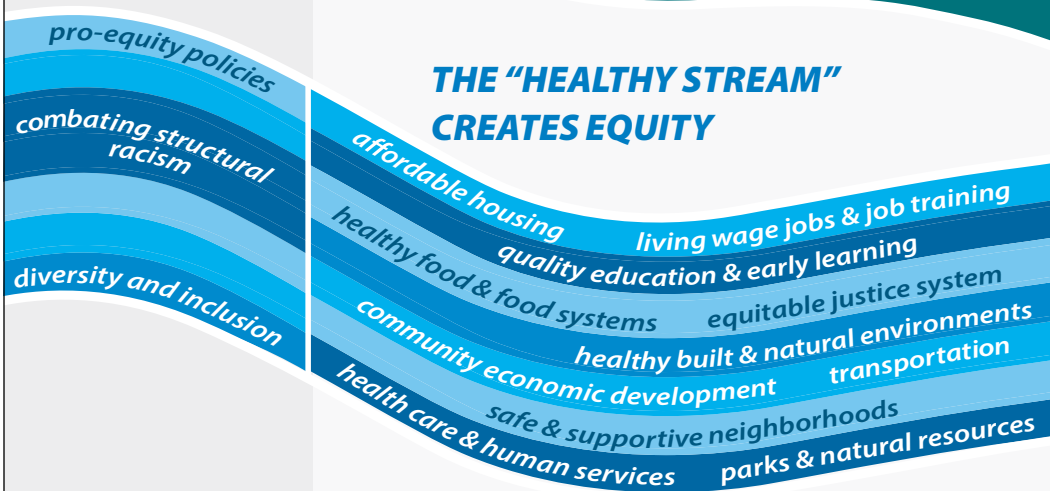 THE “HEALTHY STREAM”
CREATES EQUITY
pro-equity policies
combating structural
racism
diversity and inclusion
affordable housing
living wage jobs & job training
quality education & early learning
healthy food & food systems
equitable justice system
healthy built & natural environments
community economic development
transportation
safe & supportive neighborhoods
health care & human services
parks & natural resources